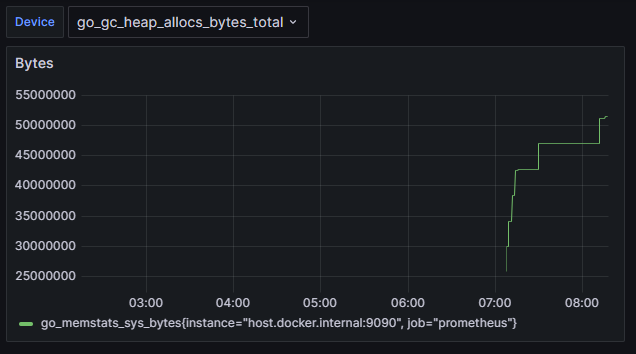 Device go_gc_heap_allocs_bytes_total
Bytes
55000000
50000000
45000000
40000000
35000000
30000000
25000000
03:00 04:00 05:00 06:00 07:00 08:00
go_memstats_sys_bytes{instance="host.docker.internal:9090", job="prometheus"}